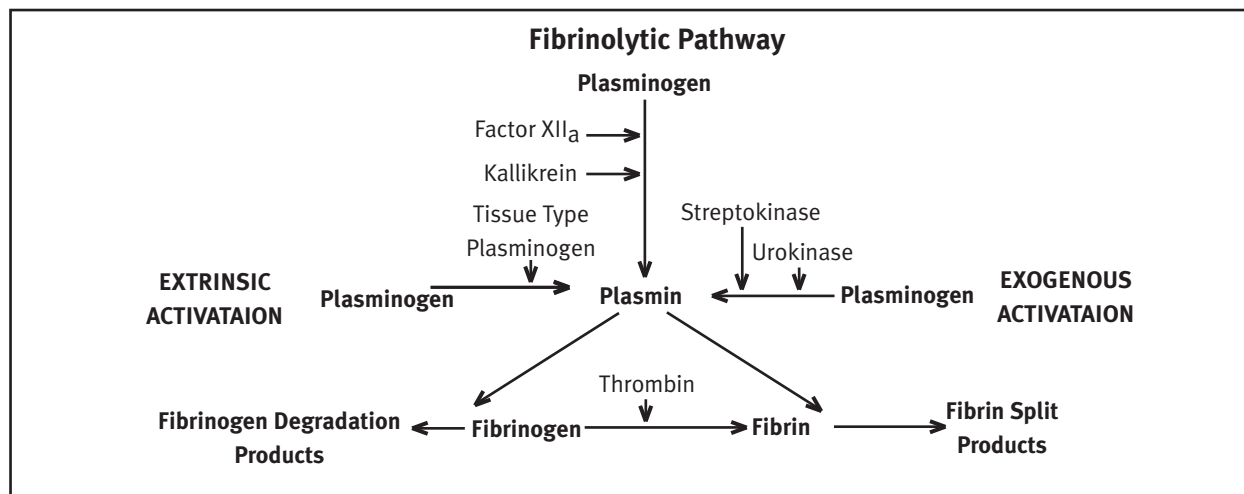 Fibrinolytic Pathway
Plasminogen
Factor XIIa
Kallikrein
Tissue Type
Plasminogen
Streptokinase
Urokinase
EXTRINSIC
ACTIVATAION
Plasminogen
Plasmin
Plasminogen
EXOGENOUS
ACTIVATAION
Thrombin
Fibrinogen Degradation
Products
Fibrinogen
Fibrin
Fibrin Split
Products